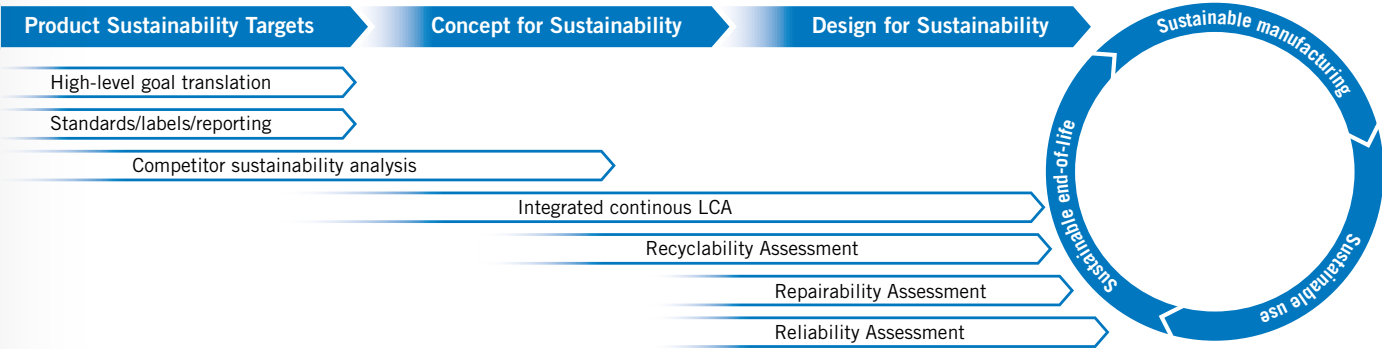 Product Sustainability Targets
Concept for Sustainability
Design for Sustainability
High-level goal translation
Standards/labels/reporting
Competitor sustainability analysis
Integrated continous LCA
Recyclability Assessment
Repairability Assessment
Reliability Assessment
Sustainable manufacturing
Sustainable use
Sustainable end-of-life